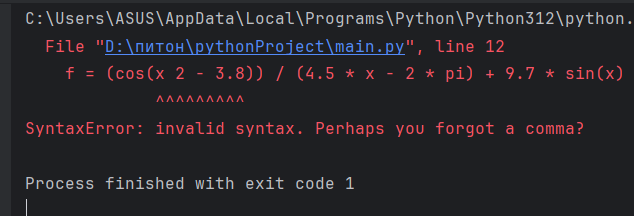 C:\Users\ASUS\AppData\Local\Programs\Python\Python312\python.
File "D:\питон\pythonProject\main.py", line 12
f = (cos(x 2 - 3.8)) / (4.5 * x - 2 * pi) + 9.7 * sin(x)
^^^^^^^^^
SyntaxError: invalid syntax. Perhaps you forgot a comma?
Process finished with exit code 1